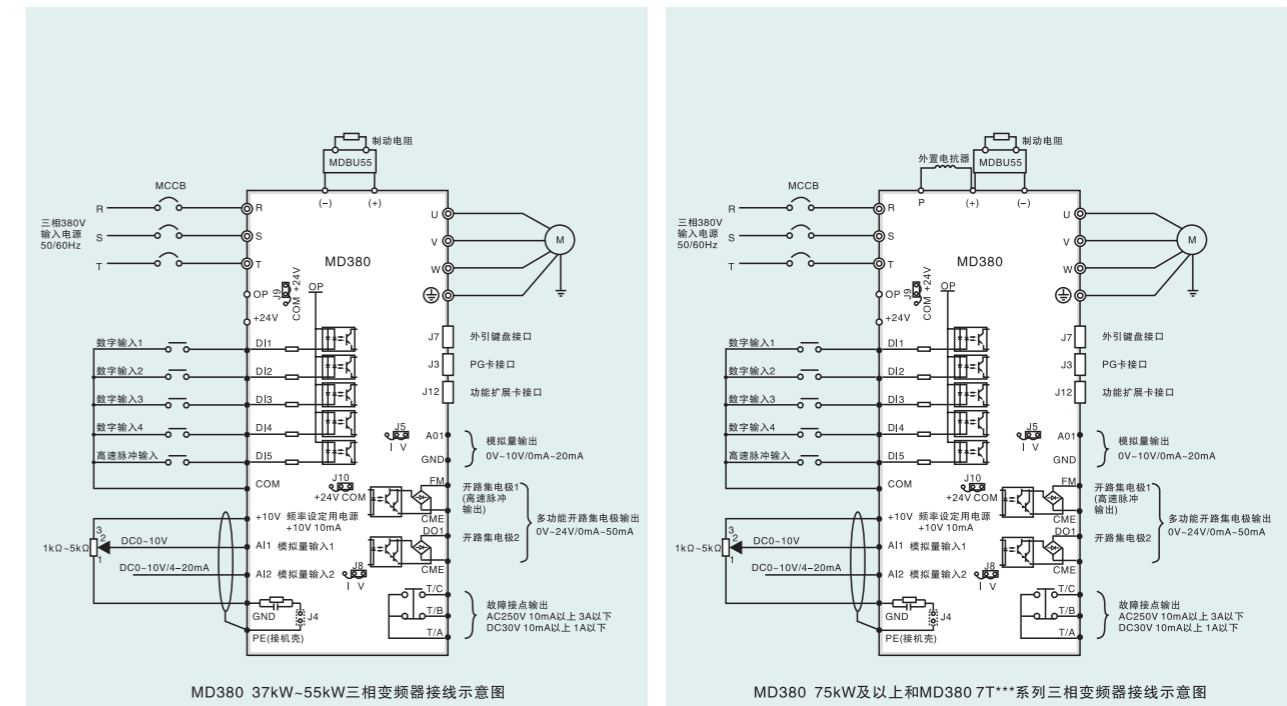 制动电阻
MDBU55
MCCB
(-) (+)
R R U
三相380V
输入电源
50/60Hz
S S V M
T T W
MD380
OP J9 COM +24V OP
+24V
J7 外引键盘接口
数字输入1 DI1
J3 PG卡接口
数字输入2 DI2
J12 功能扩展卡接口
数字输入3 DI3
数字输入4 DI4
J5
I V
A01 模拟量输出
0V~10V/0mA~20mA
GND
高速脉冲输入 DI5
COM
J10
+24V COM
FM 开路集电极1
(高速脉冲
输出)
CME
多功能开路集电极输出
0V~24V/0mA~50mA
+10V 频率设定用电源
+10V 10mA
DO1 开路集电极2
CME
3
2
1
1kΩ~5kΩ
DC0~10V
AI1 模拟量输入1
DC0~10V/4~20mA
AI2 模拟量输入2
J8
I V
T/C
T/B
T/A
故障接点输出
AC250V 10mA以上 3A以下
DC30V 10mA以上 1A以下
GND J4
PE(接机壳)
MD380 37kW~55kW三相变频器接线示意图
制动电阻
外置电抗器
MDBU55
MCCB
P (+) (-)
R R U
三相380V
输入电源
50/60Hz
S S V M
T T W
MD380
OP J9 COM +24V OP
+24V
J7 外引键盘接口
数字输入1 DI1
J3 PG卡接口
数字输入2 DI2
J12 功能扩展卡接口
数字输入3 DI3
数字输入4 DI4
J5
I V
A01 模拟量输出
0V~10V/0mA~20mA
GND
高速脉冲输入 DI5
COM
J10
+24V COM
FM 开路集电极1
(高速脉冲
输出)
CME
多功能开路集电极输出
0V~24V/0mA~50mA
+10V 频率设定用电源
+10V 10mA
DO1 开路集电极2
CME
3
2
1
1kΩ~5kΩ
DC0~10V
AI1 模拟量输入1
DC0~10V/4~20mA
AI2 模拟量输入2
J8
I V
T/C
T/B
T/A
故障接点输出
AC250V 10mA以上 3A以下
DC30V 10mA以上 1A以下
GND J4
PE(接机壳)
MD380 75kW及以上和MD380 7T***系列三相变频器接线示意图